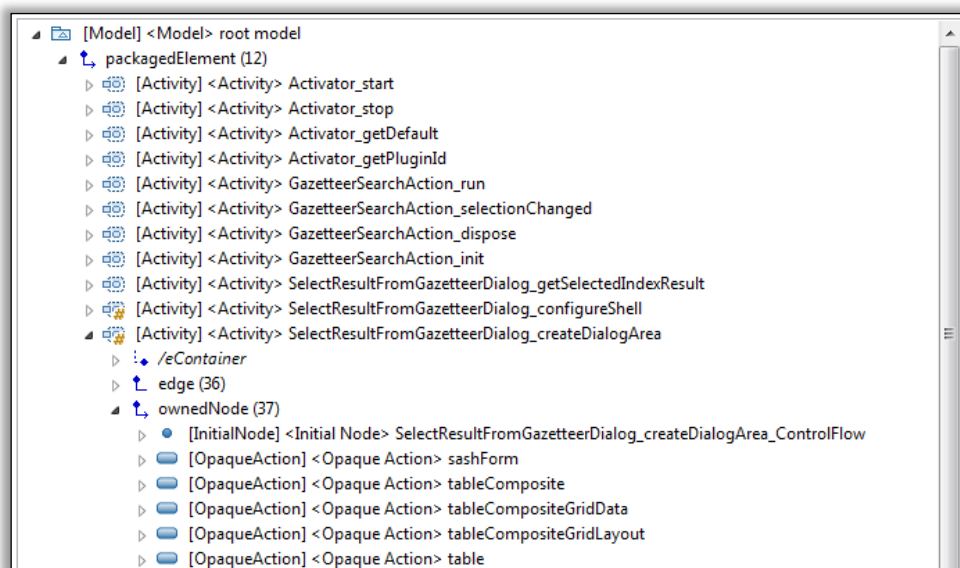 [Model] <Model> root model
packagedElement (12)
[Activity] <Activity> Activator_start
[Activity] <Activity> Activator_stop
[Activity] <Activity> Activator_getDefault
[Activity] <Activity> Activator_getPluginId
[Activity] <Activity> GazetteerSearchAction_run
[Activity] <Activity> GazetteerSearchAction_selectionChanged
[Activity] <Activity> GazetteerSearchAction_dispose
[Activity] <Activity> GazetteerSearchAction_init
[Activity] <Activity> SelectResultFromGazetteerDialog_getSelectedIndexResult
[Activity] <Activity> SelectResultFromGazetteerDialog_configureShell
[Activity] <Activity> SelectResultFromGazetteerDialog_createDialogArea
/eContainer
edge (36)
ownedNode (37)
[InitialNode] <Initial Node> SelectResultFromGazetteerDialog_createDialogArea_ControlFlow
[OpaqueAction] <Opaque Action> sashForm
[OpaqueAction] <Opaque Action> tableComposite
[OpaqueAction] <Opaque Action> tableCompositeGridData
[OpaqueAction] <Opaque Action> tableCompositeGridLayout
[OpaqueAction] <Opaque Action> table